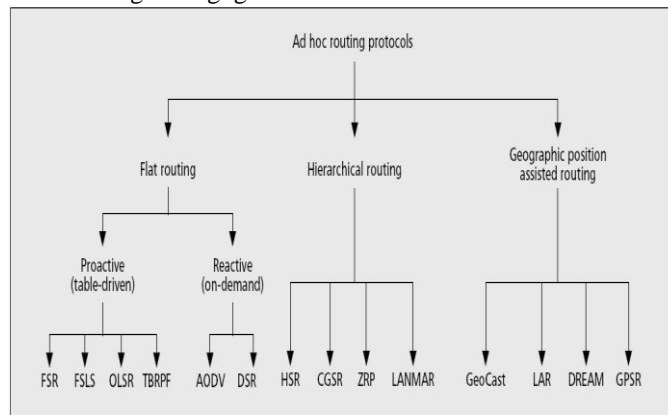 Ad hoc routing protocols
Flat routing
Hierarchical routing
Geographic position
assisted routing
Proactive
(table-driven)
Reactive
(on-demand)
FSR FSLS OLSR TBRPF AODV DSR HSR CGSR ZRP LANMAR GeoCast LAR DREAM GPSR